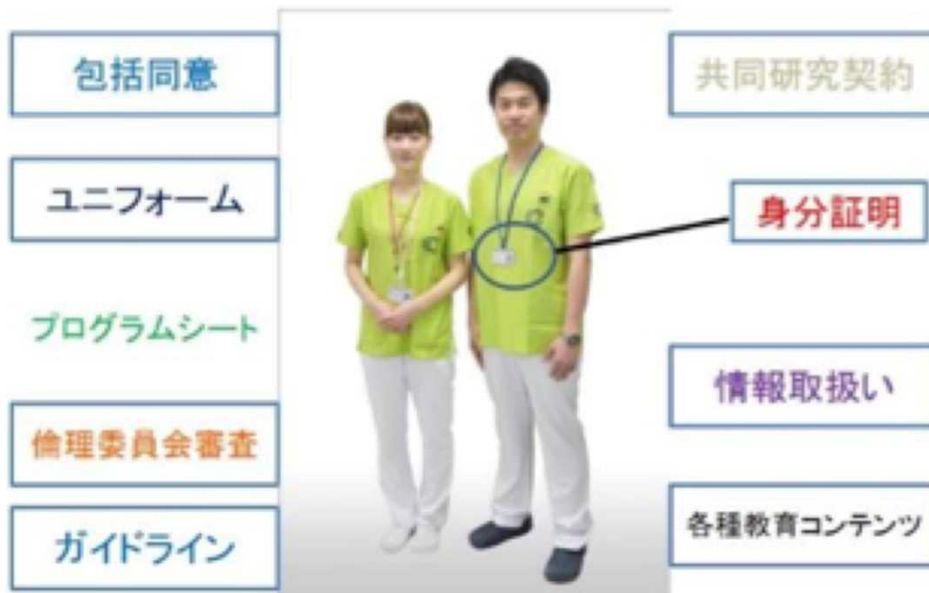 包括同意
ユニフォーム
プログラムシート
倫理委員会審査
ガイドライン
共同研究契約
身分証明
情報取扱い
各種教育コンテンツ